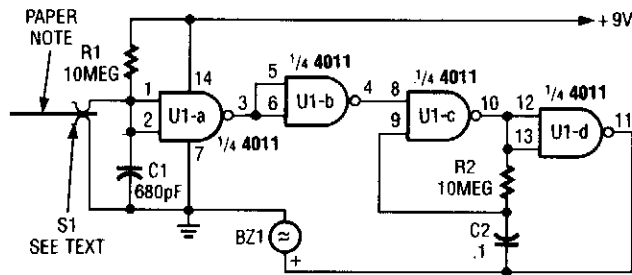 PAPER
NOTE
+ 9V
R1
10MEG
14
1
2
U1-a
3
7
1/4 4011
1/4 4011
5
6
U1-b
4
1/4 4011
8
9
U1-c
10
1/4 4011
12
13
U1-d
11
C1
680pF
S1
SEE TEXT
BZ1
+
R2
10MEG
C2
.1